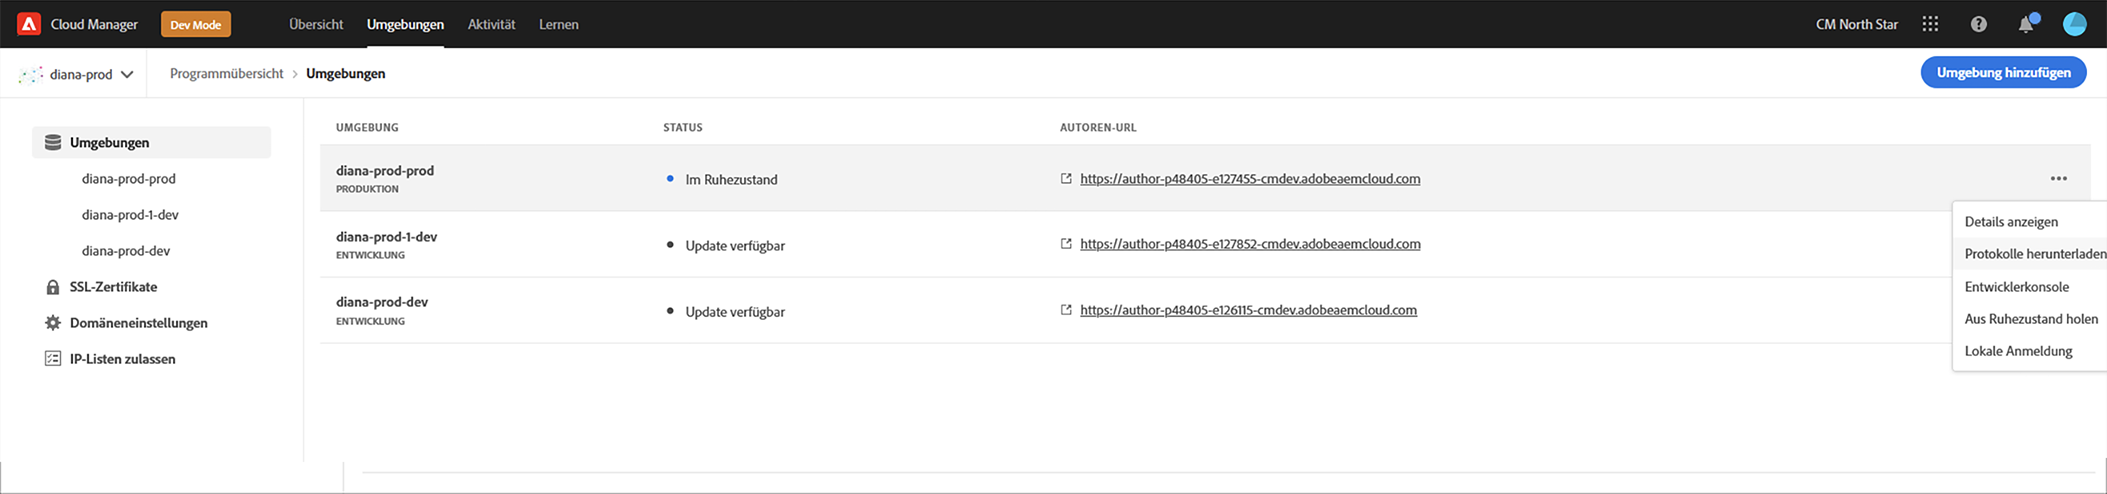 Cloud Manager Dev Mode Übersicht Umgebungen Aktivität Lernen CM North Star
diana-prod Programmübersicht > Umgebungen Umgebung hinzufügen
Umgebungen
diana-prod-prod
diana-prod-1-dev
diana-prod-dev
SSL-Zertifikate
Domäneneinstellungen
IP-Listen zulassen
UMGEBUNG STATUS AUTOREN-URL
diana-prod-prod
PRODUKTION
Im Ruhezustand
https://author-p48405-e127455-cmdev.adobeaemcloud.com
diana-prod-1-dev
ENTWICKLUNG
Update verfügbar
https://author-p48405-e127852-cmdev.adobeaemcloud.com
diana-prod-dev
ENTWICKLUNG
Update verfügbar
https://author-p48405-e126115-cmdev.adobeaemcloud.com
Details anzeigen
Protokolle herunterladen
Entwicklerkonsole
Aus Ruhezustand holen
Lokale Anmeldung